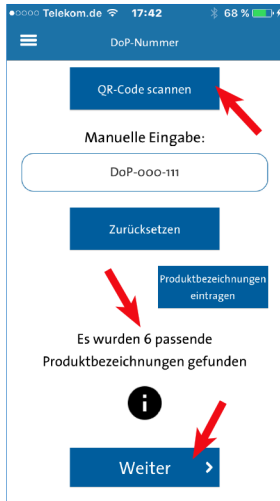 ●○○○○ Telekom.de 17:42 68 %
DoP-Nummer
QR-Code scannen
Manuelle Eingabe:
DoP-000-111
Zurücksetzen
Produktbezeichnungen
eintragen
Es wurden 6 passende
Produktbezeichnungen gefunden
i
Weiter >